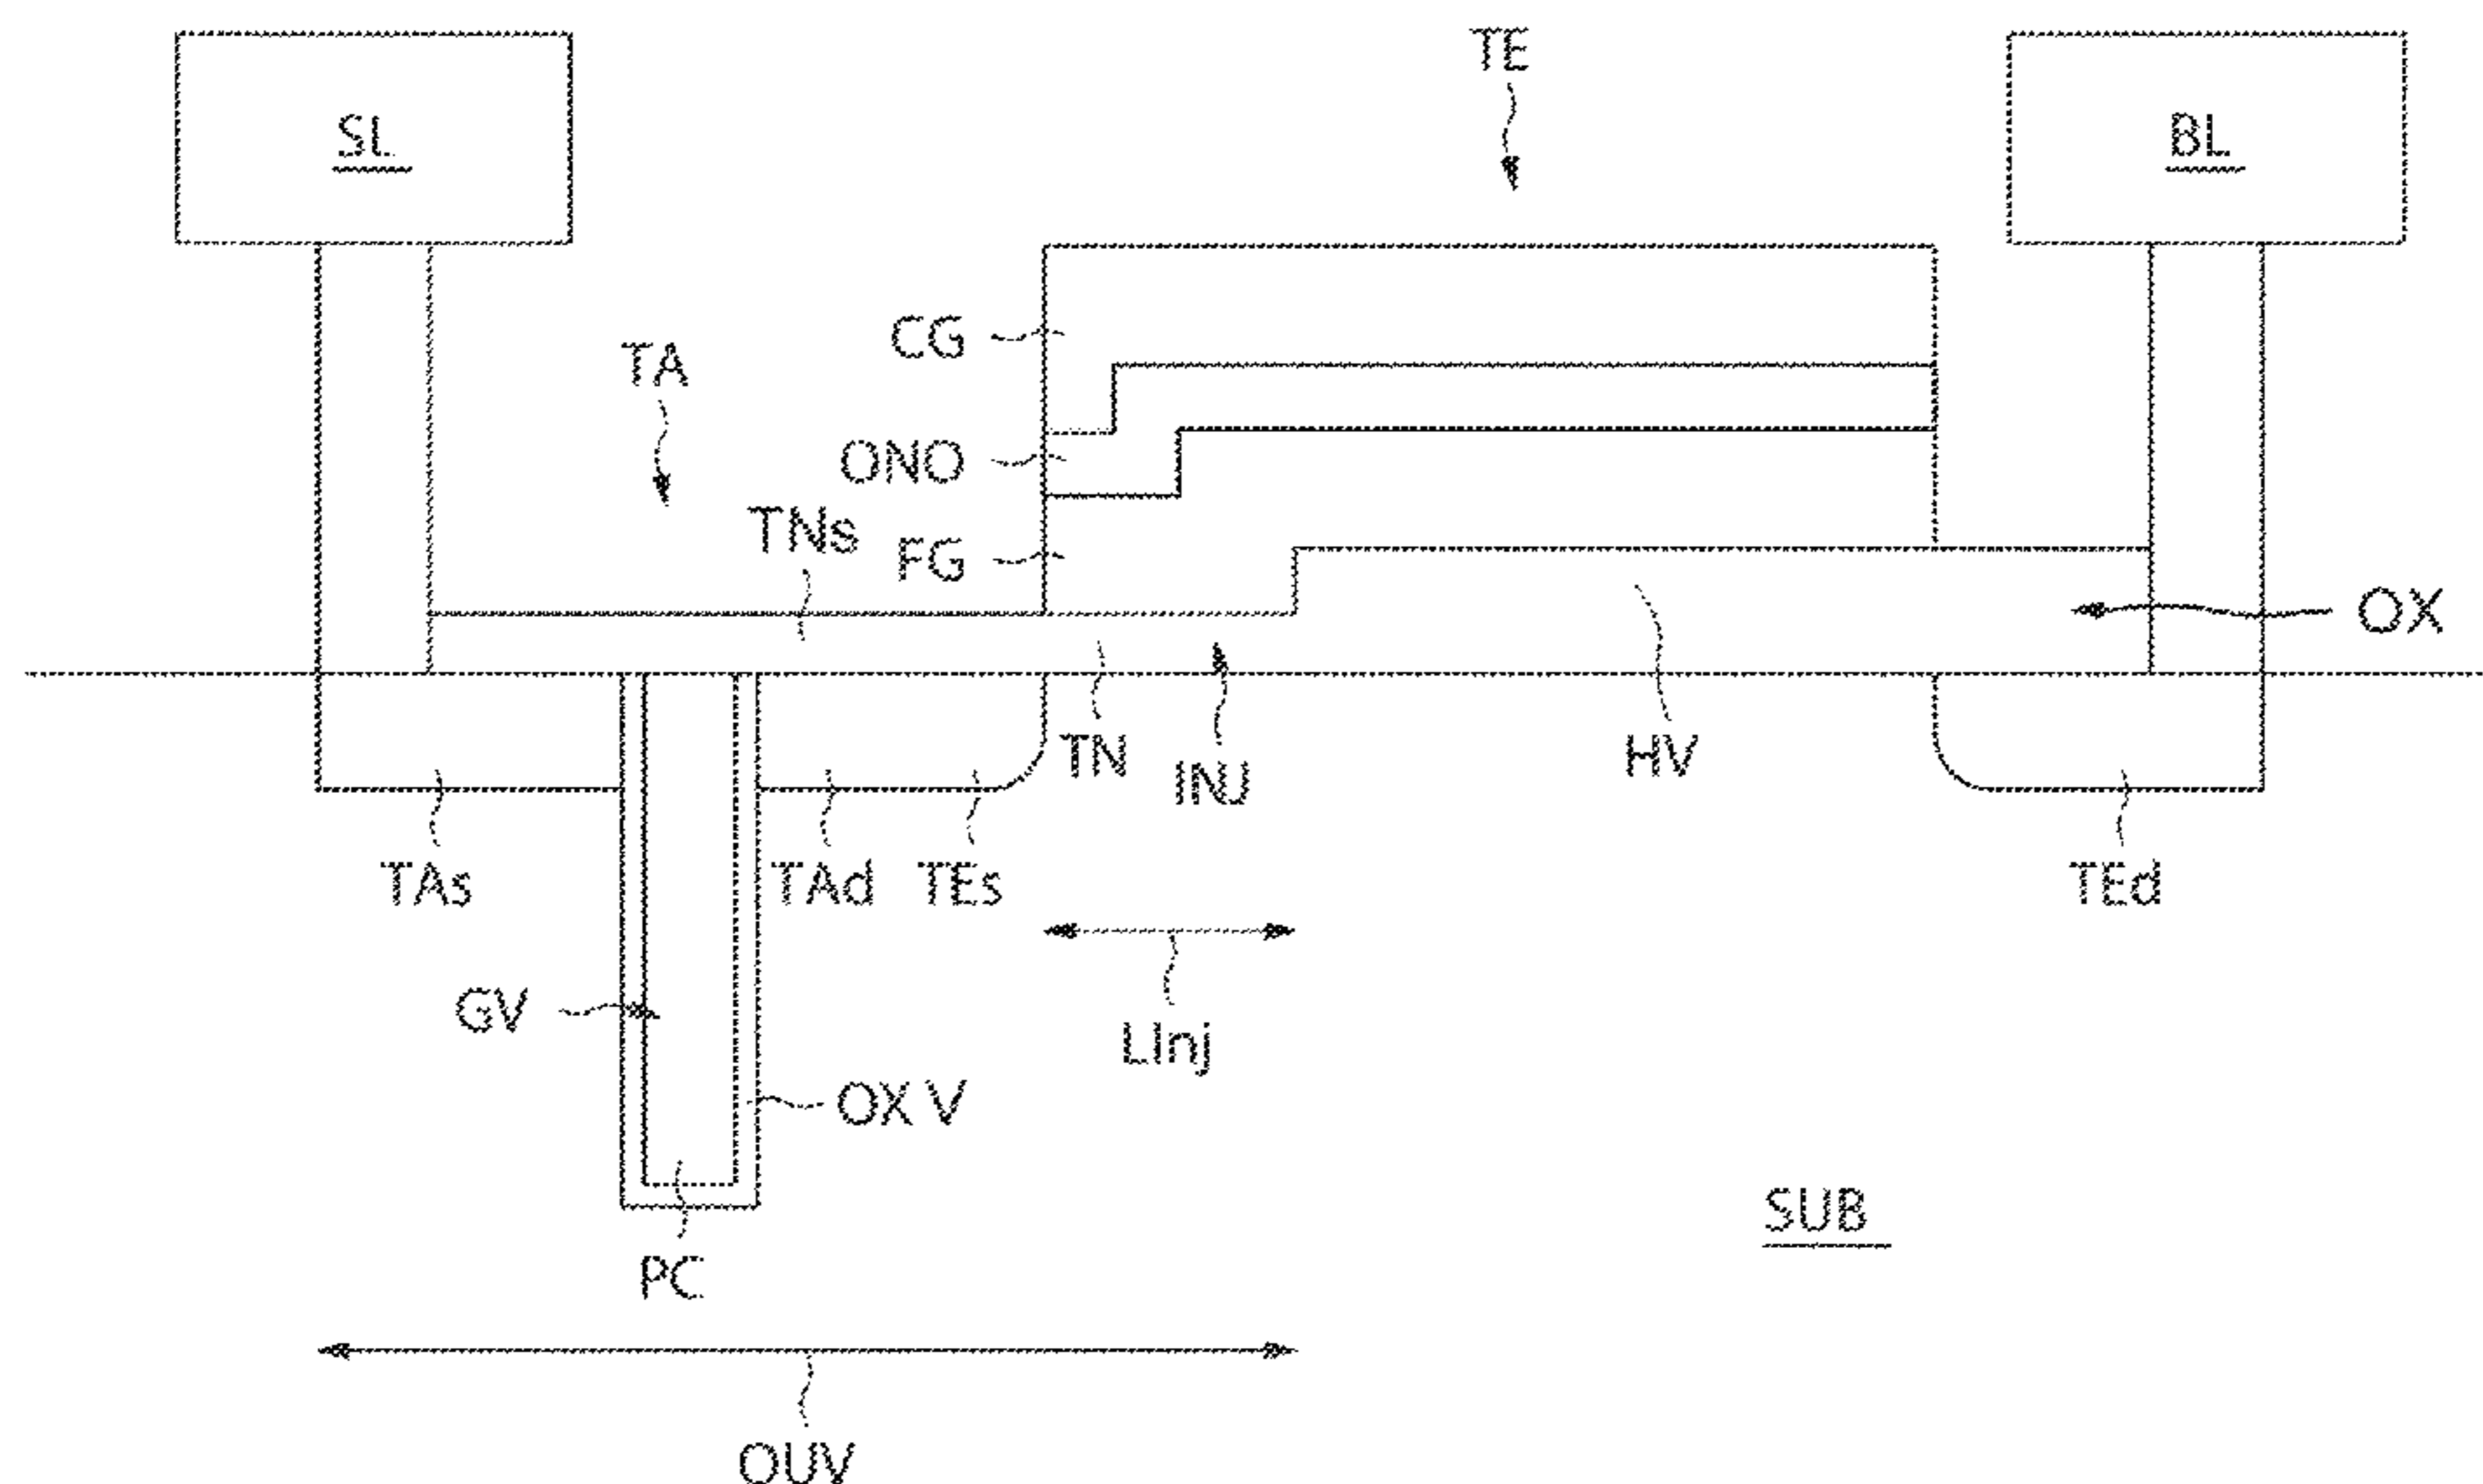 TE
SL
BL
CG
TA
ONO
TNs
FG
OX
TN
INJ
HV
TAs
TAd
TEs
TEd
GV
LInj
OX V
SUB
PC
OUV